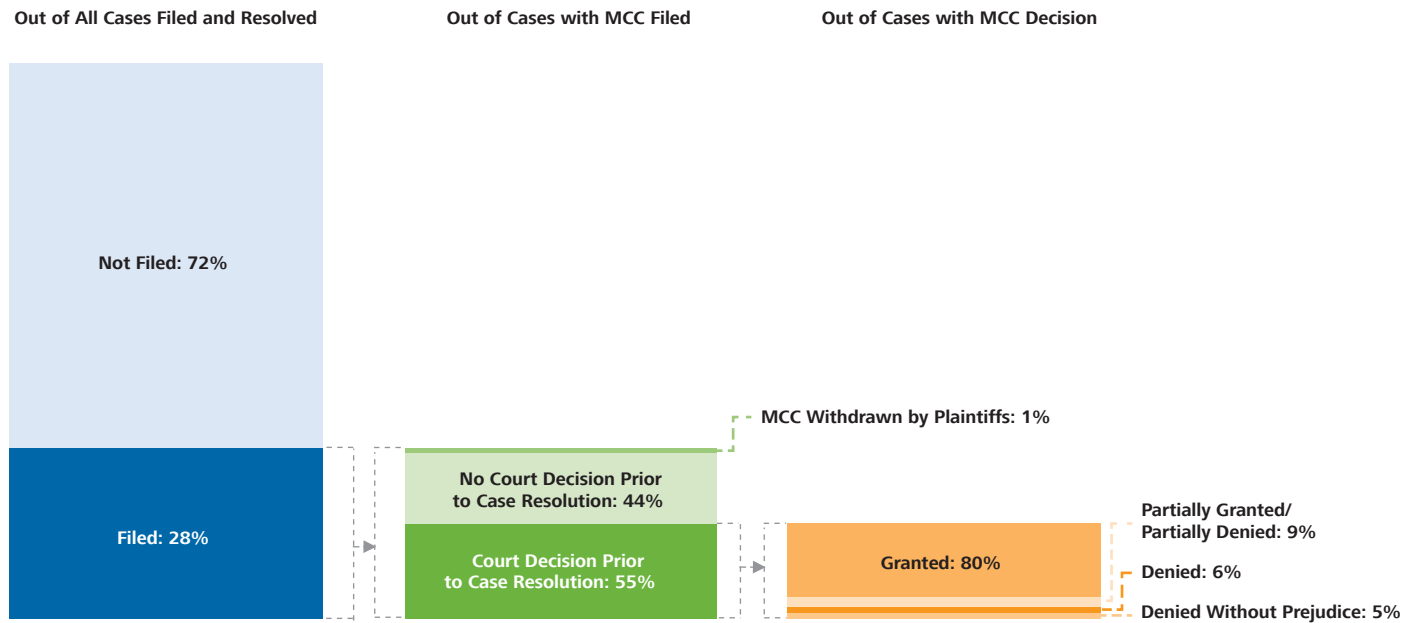 Out of All Cases Filed and Resolved
Out of Cases with MCC Filed
Out of Cases with MCC Decision
Not Filed: 72%
Filed: 28%
MCC Withdrawn by Plaintiffs: 1%
No Court Decision Prior
to Case Resolution: 44%
Court Decision Prior
to Case Resolution: 55%
Granted: 80%
Partially Granted/
Partially Denied: 9%
Denied: 6%
Denied Without Prejudice: 5%